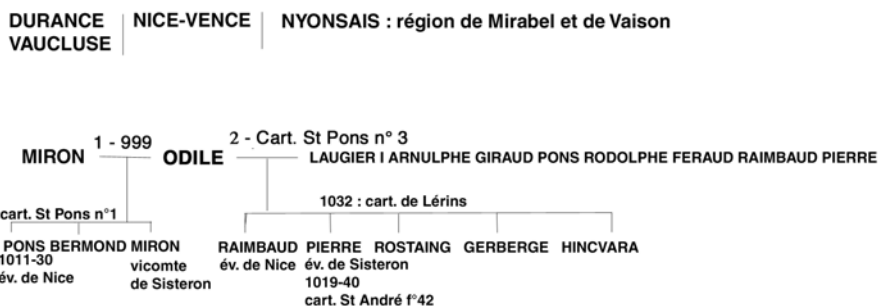 DURANCE NICE-VENCE NYONSAIS : région de Mirabel et de Vaison
VAUCLUSE
1 - 999 2 - Cart. St Pons n° 3
MIRON ODILE LAUGIER I ARNULPHE GIRAUD PONS RODOLPHE FERAUD RAIMBAUD PIERRE
1032 : cart. de Lérins
cart. St Pons n°1
PONS BERMOND MIRON RAIMBAUD PIERRE ROSTAING GERBERGE HINCVARA
1011-30 vicomte év. de Nice év. de Sisteron
év. de Nice de Sisteron 1019-40
cart. St André f°42